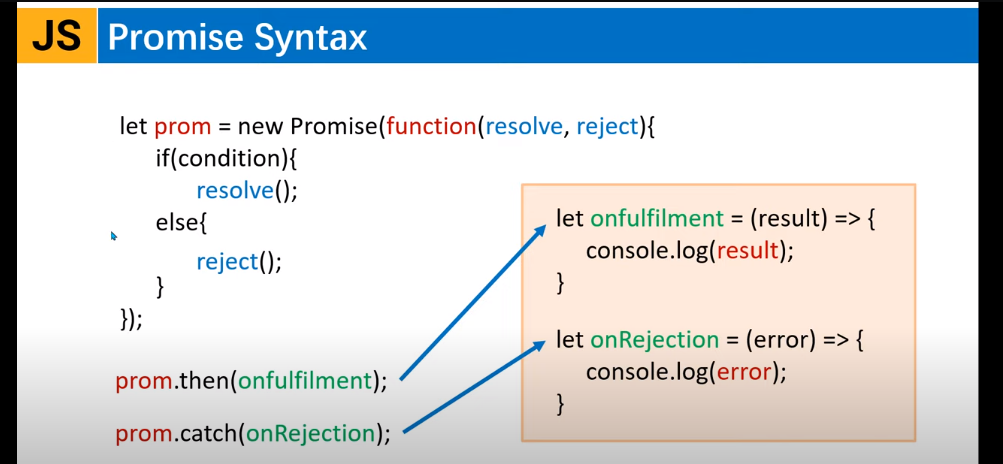 JS Promise Syntax
let prom = new Promise(function(resolve, reject){
if(condition){
resolve();
else{
reject();
}
});
prom.then(onfulfilment);
prom.catch(onRejection);
let onfulfilment = (result) => {
console.log(result);
}
let onRejection = (error) => {
console.log(error);
}